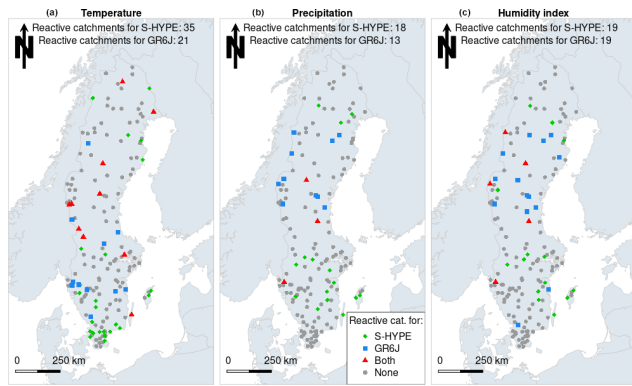 (a) Temperature
Reactive catchments for S-HYPE: 35
Reactive catchments for GR6J: 21
N
0 250 km
(b) Precipitation
Reactive catchments for S-HYPE: 18
Reactive catchments for GR6J: 13
N
0 250 km
Reactive cat. for:
S-HYPE
GR6J
Both
None
(c) Humidity index
Reactive catchments for S-HYPE: 19
Reactive catchments for GR6J: 19
N
0 250 km